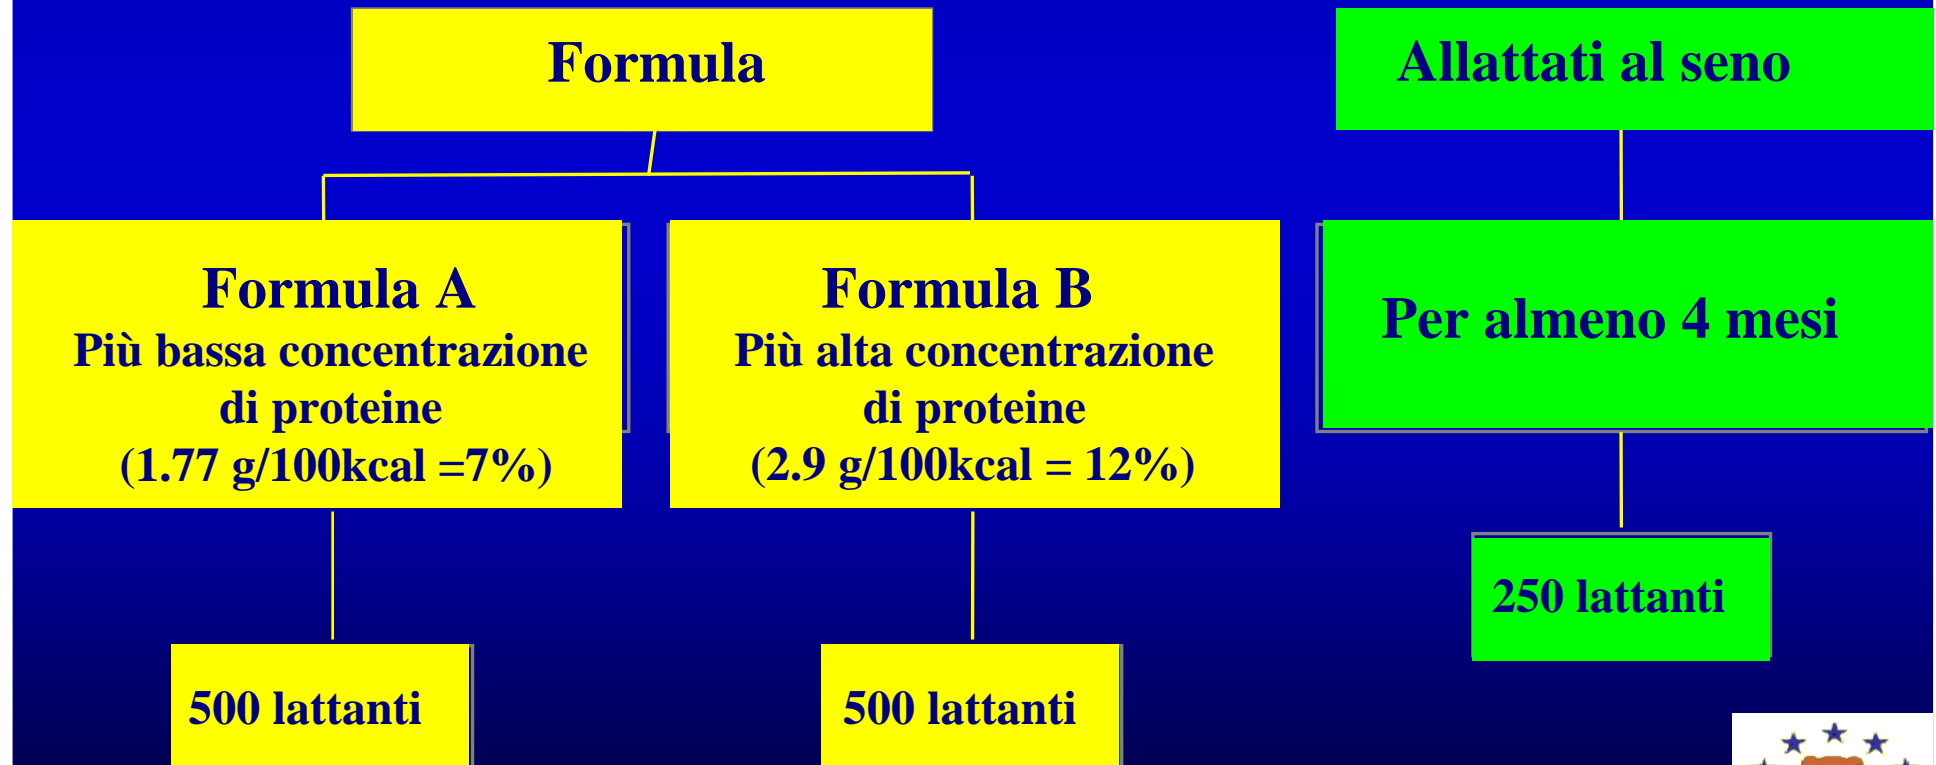 Formula
Allattati al seno
Formula A
Più bassa concentrazione
di proteine
(1.77 g/100kcal =7%)
Formula B
Più alta concentrazione
di proteine
(2.9 g/100kcal = 12%)
Per almeno 4 mesi
250 lattanti
500 lattanti
500 lattanti